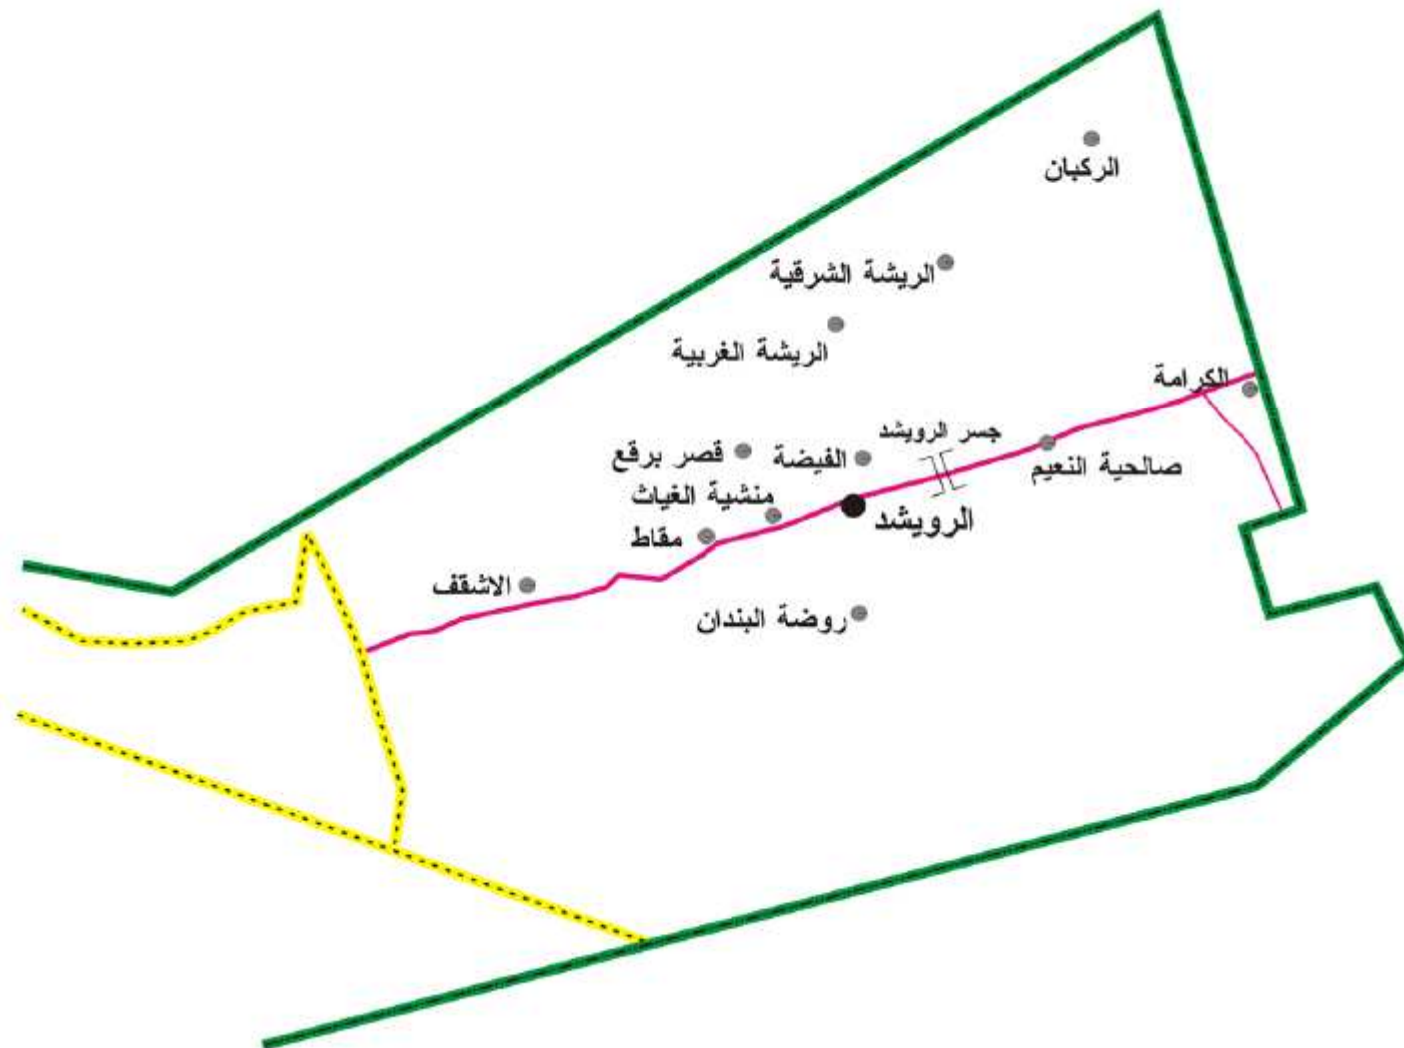 الركبان
الريشة الشرقية
الريشة الغربية
الكرامة
جسر الرويشد
صالحية النعيم
الفيضة
قصر برقع
منشية الغياث
الرويشد
مقاط
الاشقف
روضة البندان